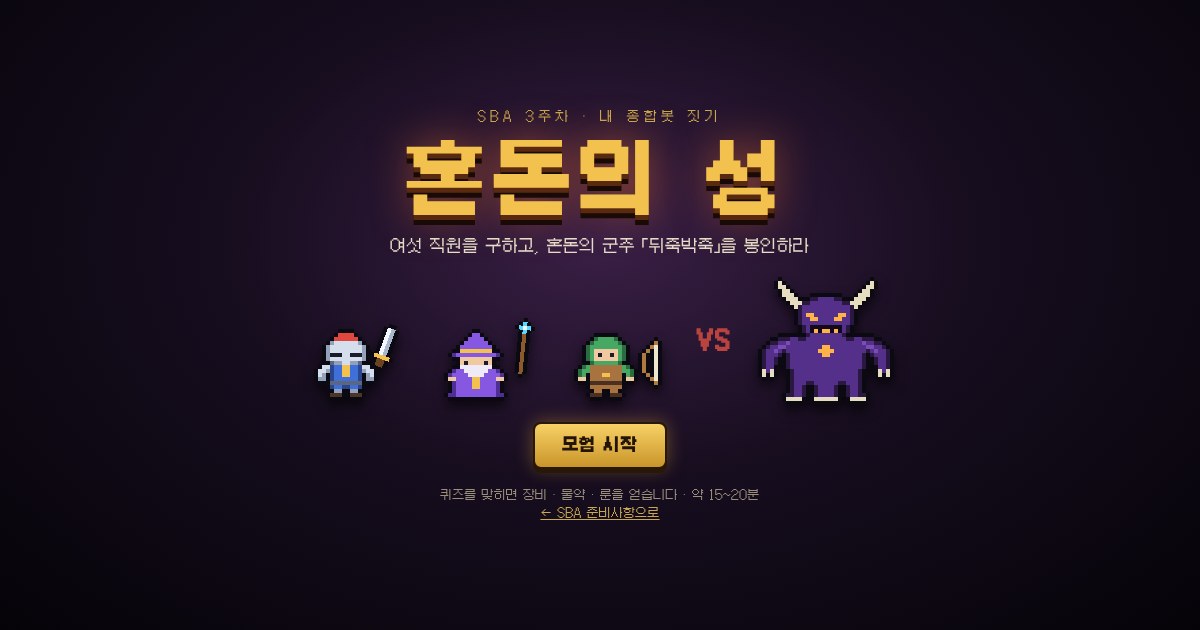 SBA 3주차 · 내 종합봇 짓기
혼돈의 성
여섯 직원을 구하고, 혼돈의 군주 「뒤죽박죽」을 봉인하라
VS
모험 시작
퀴즈를 맞히면 장비 · 물약 · 룬을 얻습니다 · 약 15~20분
← SBA 준비사항으로